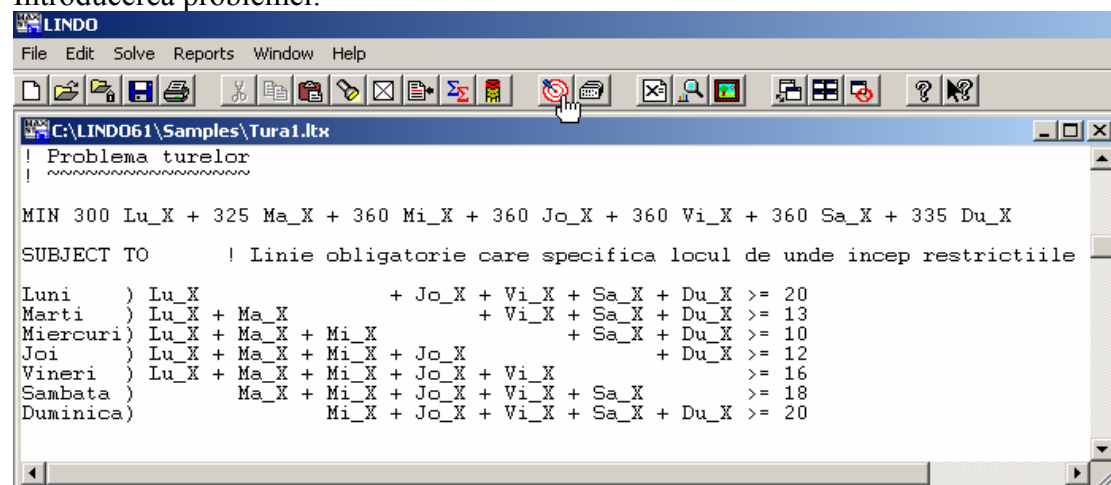 Introducerea problemei:
LINDO
File Edit Solve Reports Window Help
C:\LINDO61\Samples\Tura1.ltx
! Problema turelor
! ~~~~~~~~~~~~~~~~~
MIN 300 Lu_X + 325 Ma_X + 360 Mi_X + 360 Jo_X + 360 Vi_X + 360 Sa_X + 335 Du_X
SUBJECT TO ! Linie obligatorie care specifica locul de unde incep restrictiile
Luni ) Lu_X + Jo_X + Vi_X + Sa_X + Du_X >= 20
Marti ) Lu_X + Ma_X + Vi_X + Sa_X + Du_X >= 13
Miercuri) Lu_X + Ma_X + Mi_X + Sa_X + Du_X >= 10
Joi ) Lu_X + Ma_X + Mi_X + Jo_X + Du_X >= 12
Vineri ) Lu_X + Ma_X + Mi_X + Jo_X + Vi_X >= 16
Sambata ) Ma_X + Mi_X + Jo_X + Vi_X + Sa_X >= 18
Duminica) Mi_X + Jo_X + Vi_X + Sa_X + Du_X >= 20